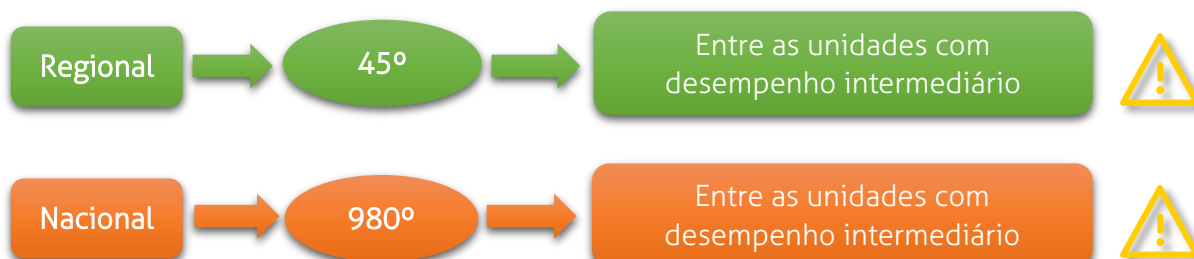 Regional
45º
Entre as unidades com
desempenho intermediário
Nacional
980º
Entre as unidades com
desempenho intermediário